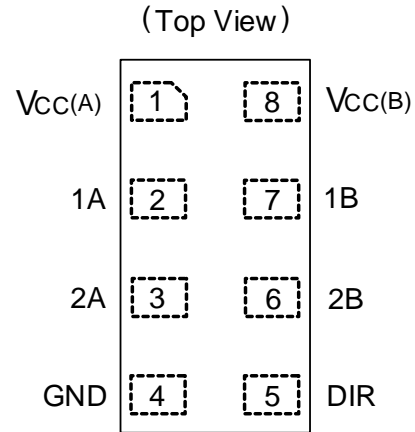 (Top View)
VCC(A) 1 8 VCC(B)
1A 2 7 1B
2A 3 6 2B
GND 4 5 DIR